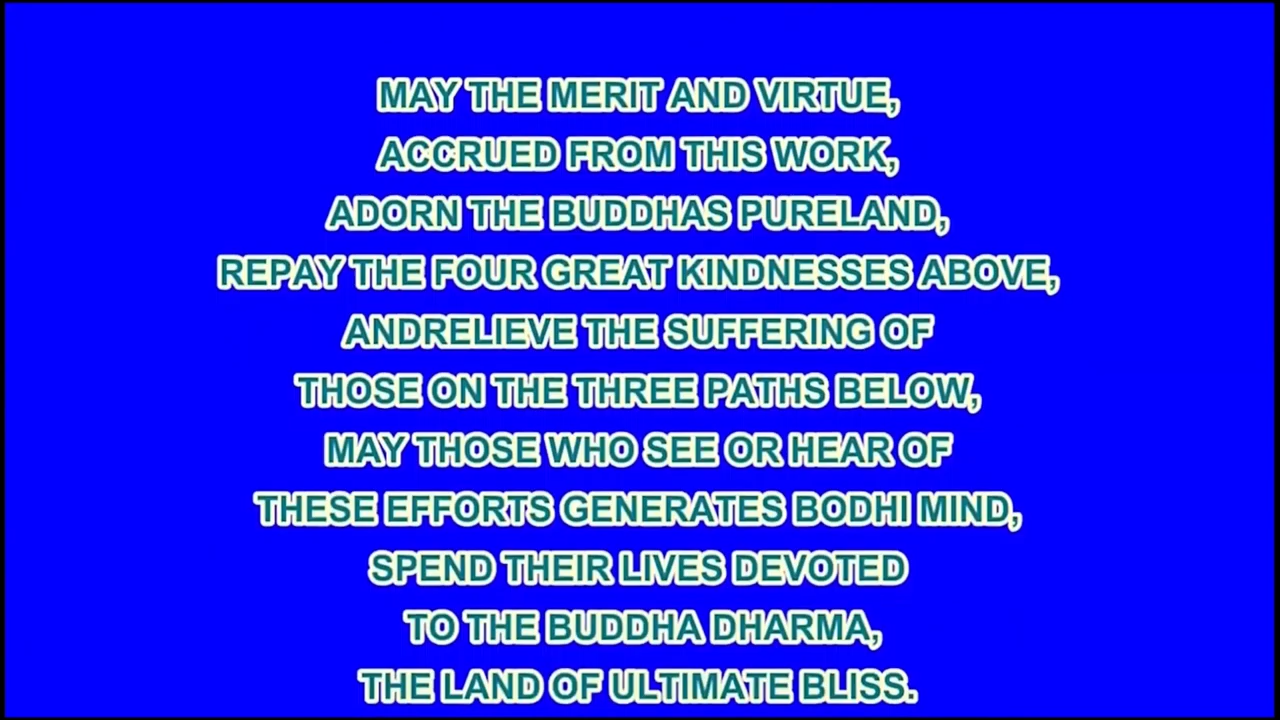 MAY THE MERIT AND VIRTUE,
ACCRUED FROM THIS WORK,
ADORN THE BUDDHAS PURELAND,
REPAY THE FOUR GREAT KINDNESSES ABOVE,
ANDRELIEVE THE SUFFERING OF
THOSE ON THE THREE PATHS BELOW,
MAY THOSE WHO SEE OR HEAR OF
THESE EFFORTS GENERATES BODHI MIND,
SPEND THEIR LIVES DEVOTED
TO THE BUDDHA DHARMA,
THE LAND OF ULTIMATE BLISS.